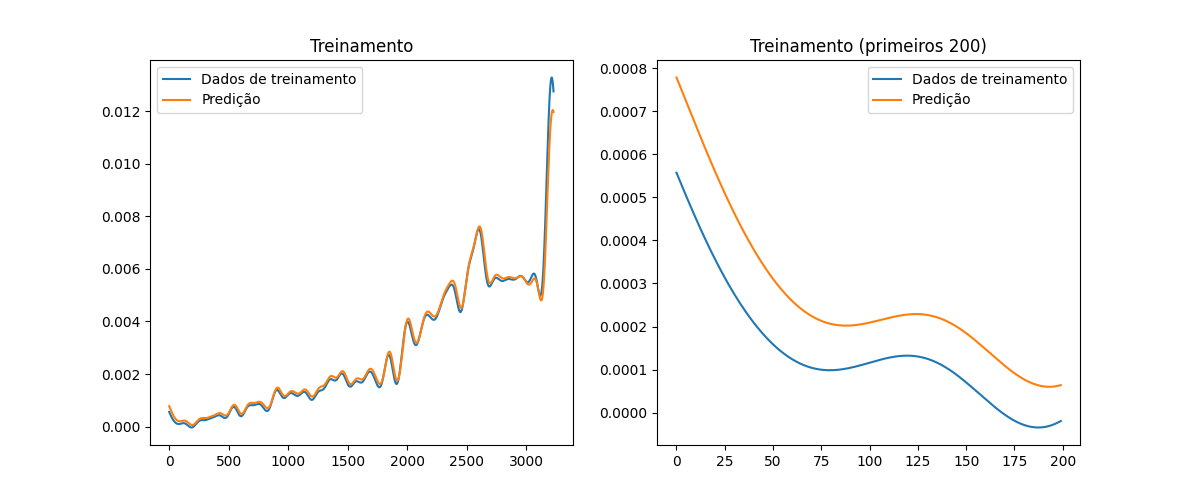 Treinamento
Dados de treinamento
Predição
0.012
0.010
0.008
0.006
0.004
0.002
0.000
0 500 1000 1500 2000 2500 3000
Treinamento (primeiros 200)
Dados de treinamento
Predição
0.0008
0.0007
0.0006
0.0005
0.0004
0.0003
0.0002
0.0001
0.0000
0 25 50 75 100 125 150 175 200